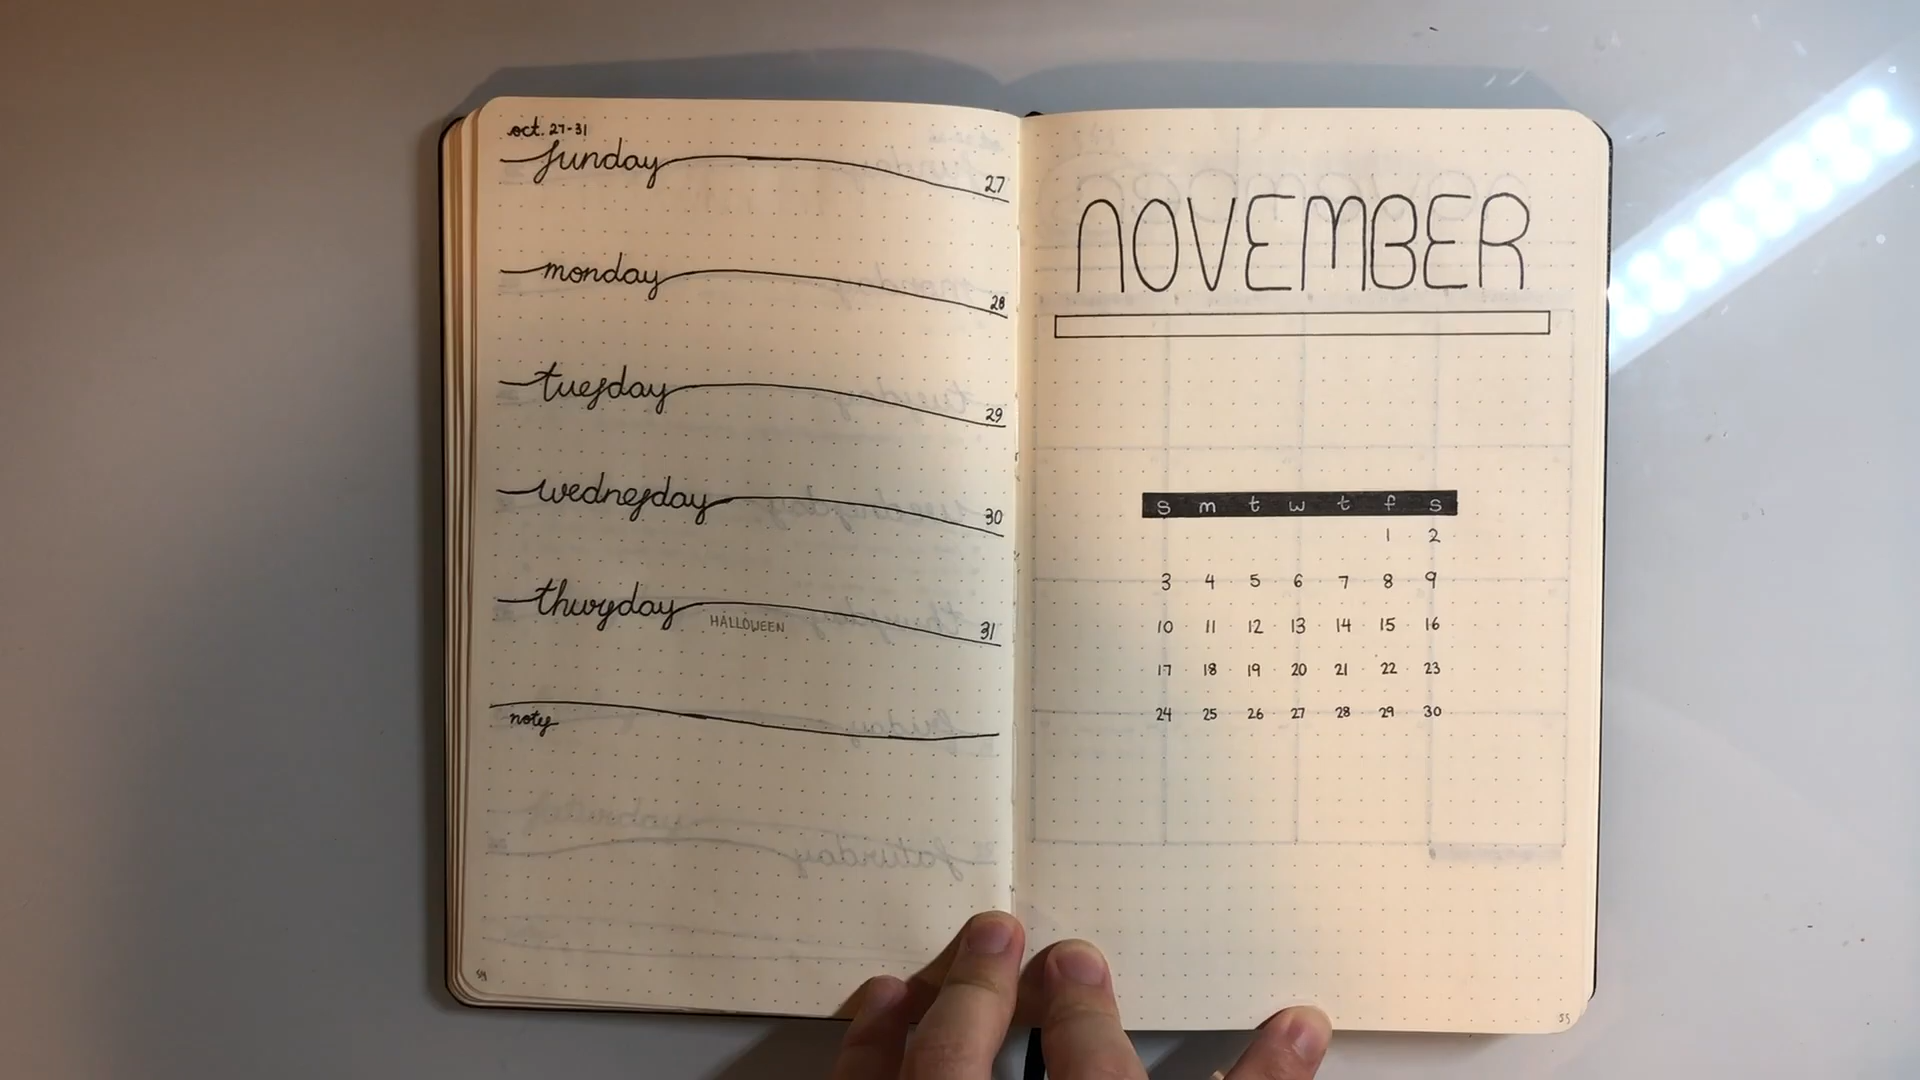 oct. 27-31
sunday 27
monday 28
tuesday 29
wednesday 30
thursday 31
HALLOWEEN
notes
54
NOVEMBER
s m t w t f s
1 2
3 4 5 6 7 8 9
10 11 12 13 14 15 16
17 18 19 20 21 22 23
24 25 26 27 28 29 30
55